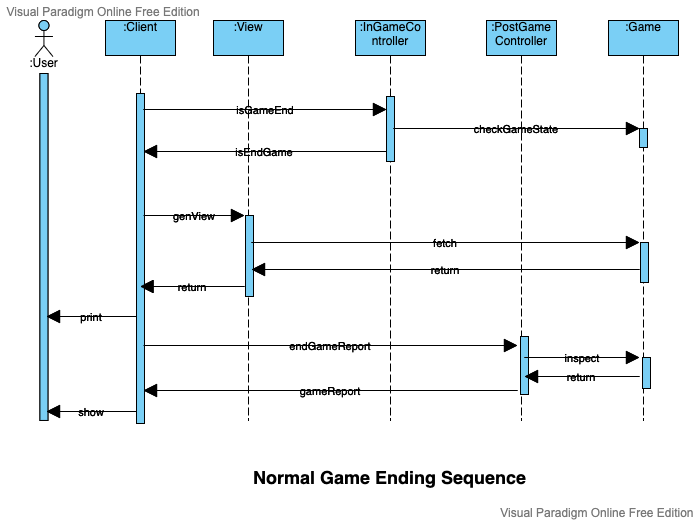 Visual Paradigm Online Free Edition
:Client
:View
:InGameCo
ntroller
:PostGame
Controller
:Game
:User
isGameEnd
checkGameState
isEndGame
genView
fetch
return
return
print
endGameReport
inspect
return
gameReport
show
Normal Game Ending Sequence
Visual Paradigm Online Free Edition